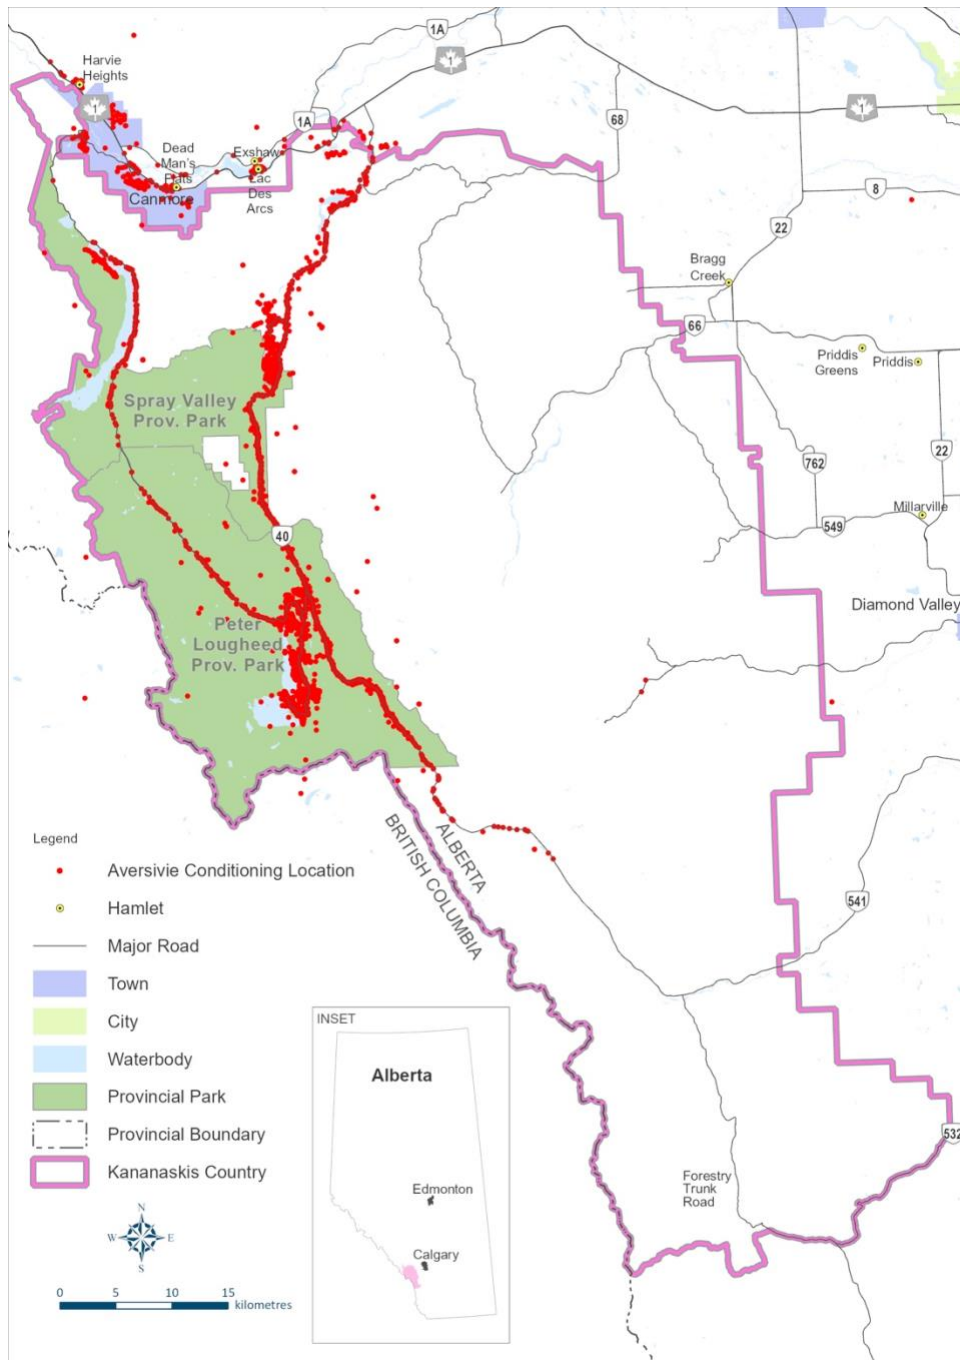 1A
1
Harvie
Heights
1
1A
68
1
Dead
Man's
Flats
Exshaw
Canmore
Lac
Des
Arcs
8
22
Bragg
Creek
66
Priddis
Greens
Priddis
Spray Valley
Prov. Park
762
22
Millarville
549
40
Diamond Valley
Peter
Lougheed
Prov. Park
ALBERTA
BRITISH COLUMBIA
541
532
Forestry
Trunk
Road
Legend
Aversivie Conditioning Location
Hamlet
Major Road
Town
City
Waterbody
Provincial Park
Provincial Boundary
Kananaskis Country
N
W
E
S
0 5 10 15
kilometres
INSET
Alberta
Edmonton
Calgary